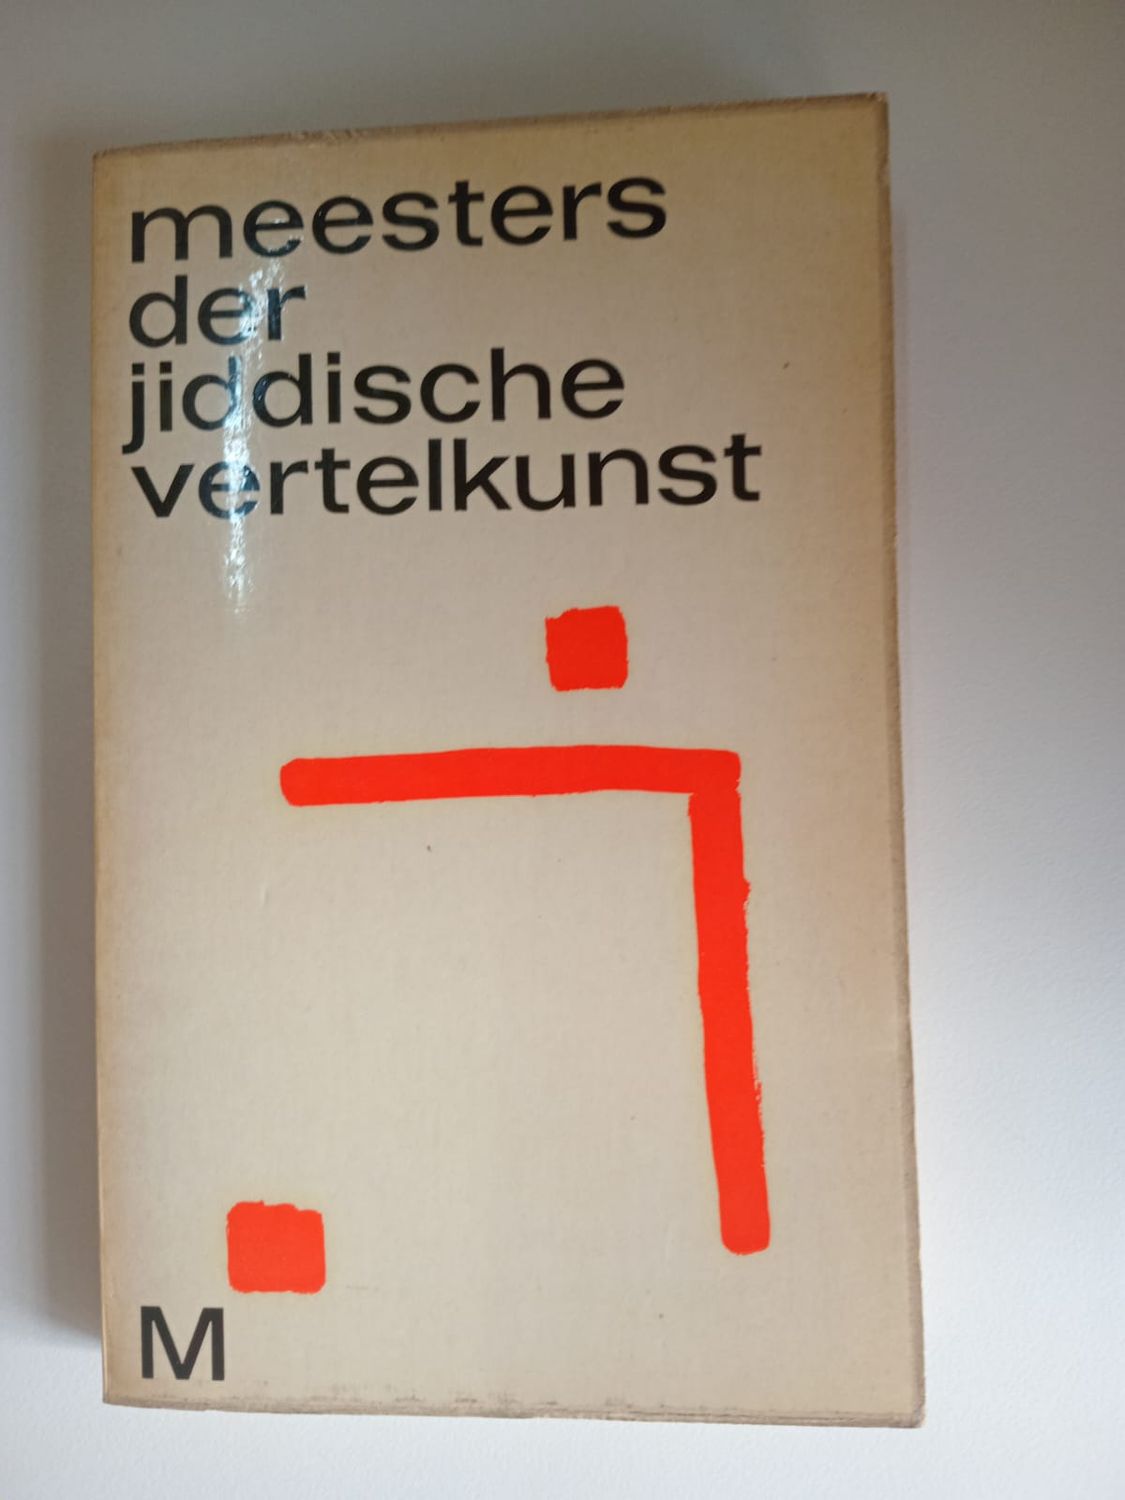 meesters
der
jiddische
vertelkunst
M